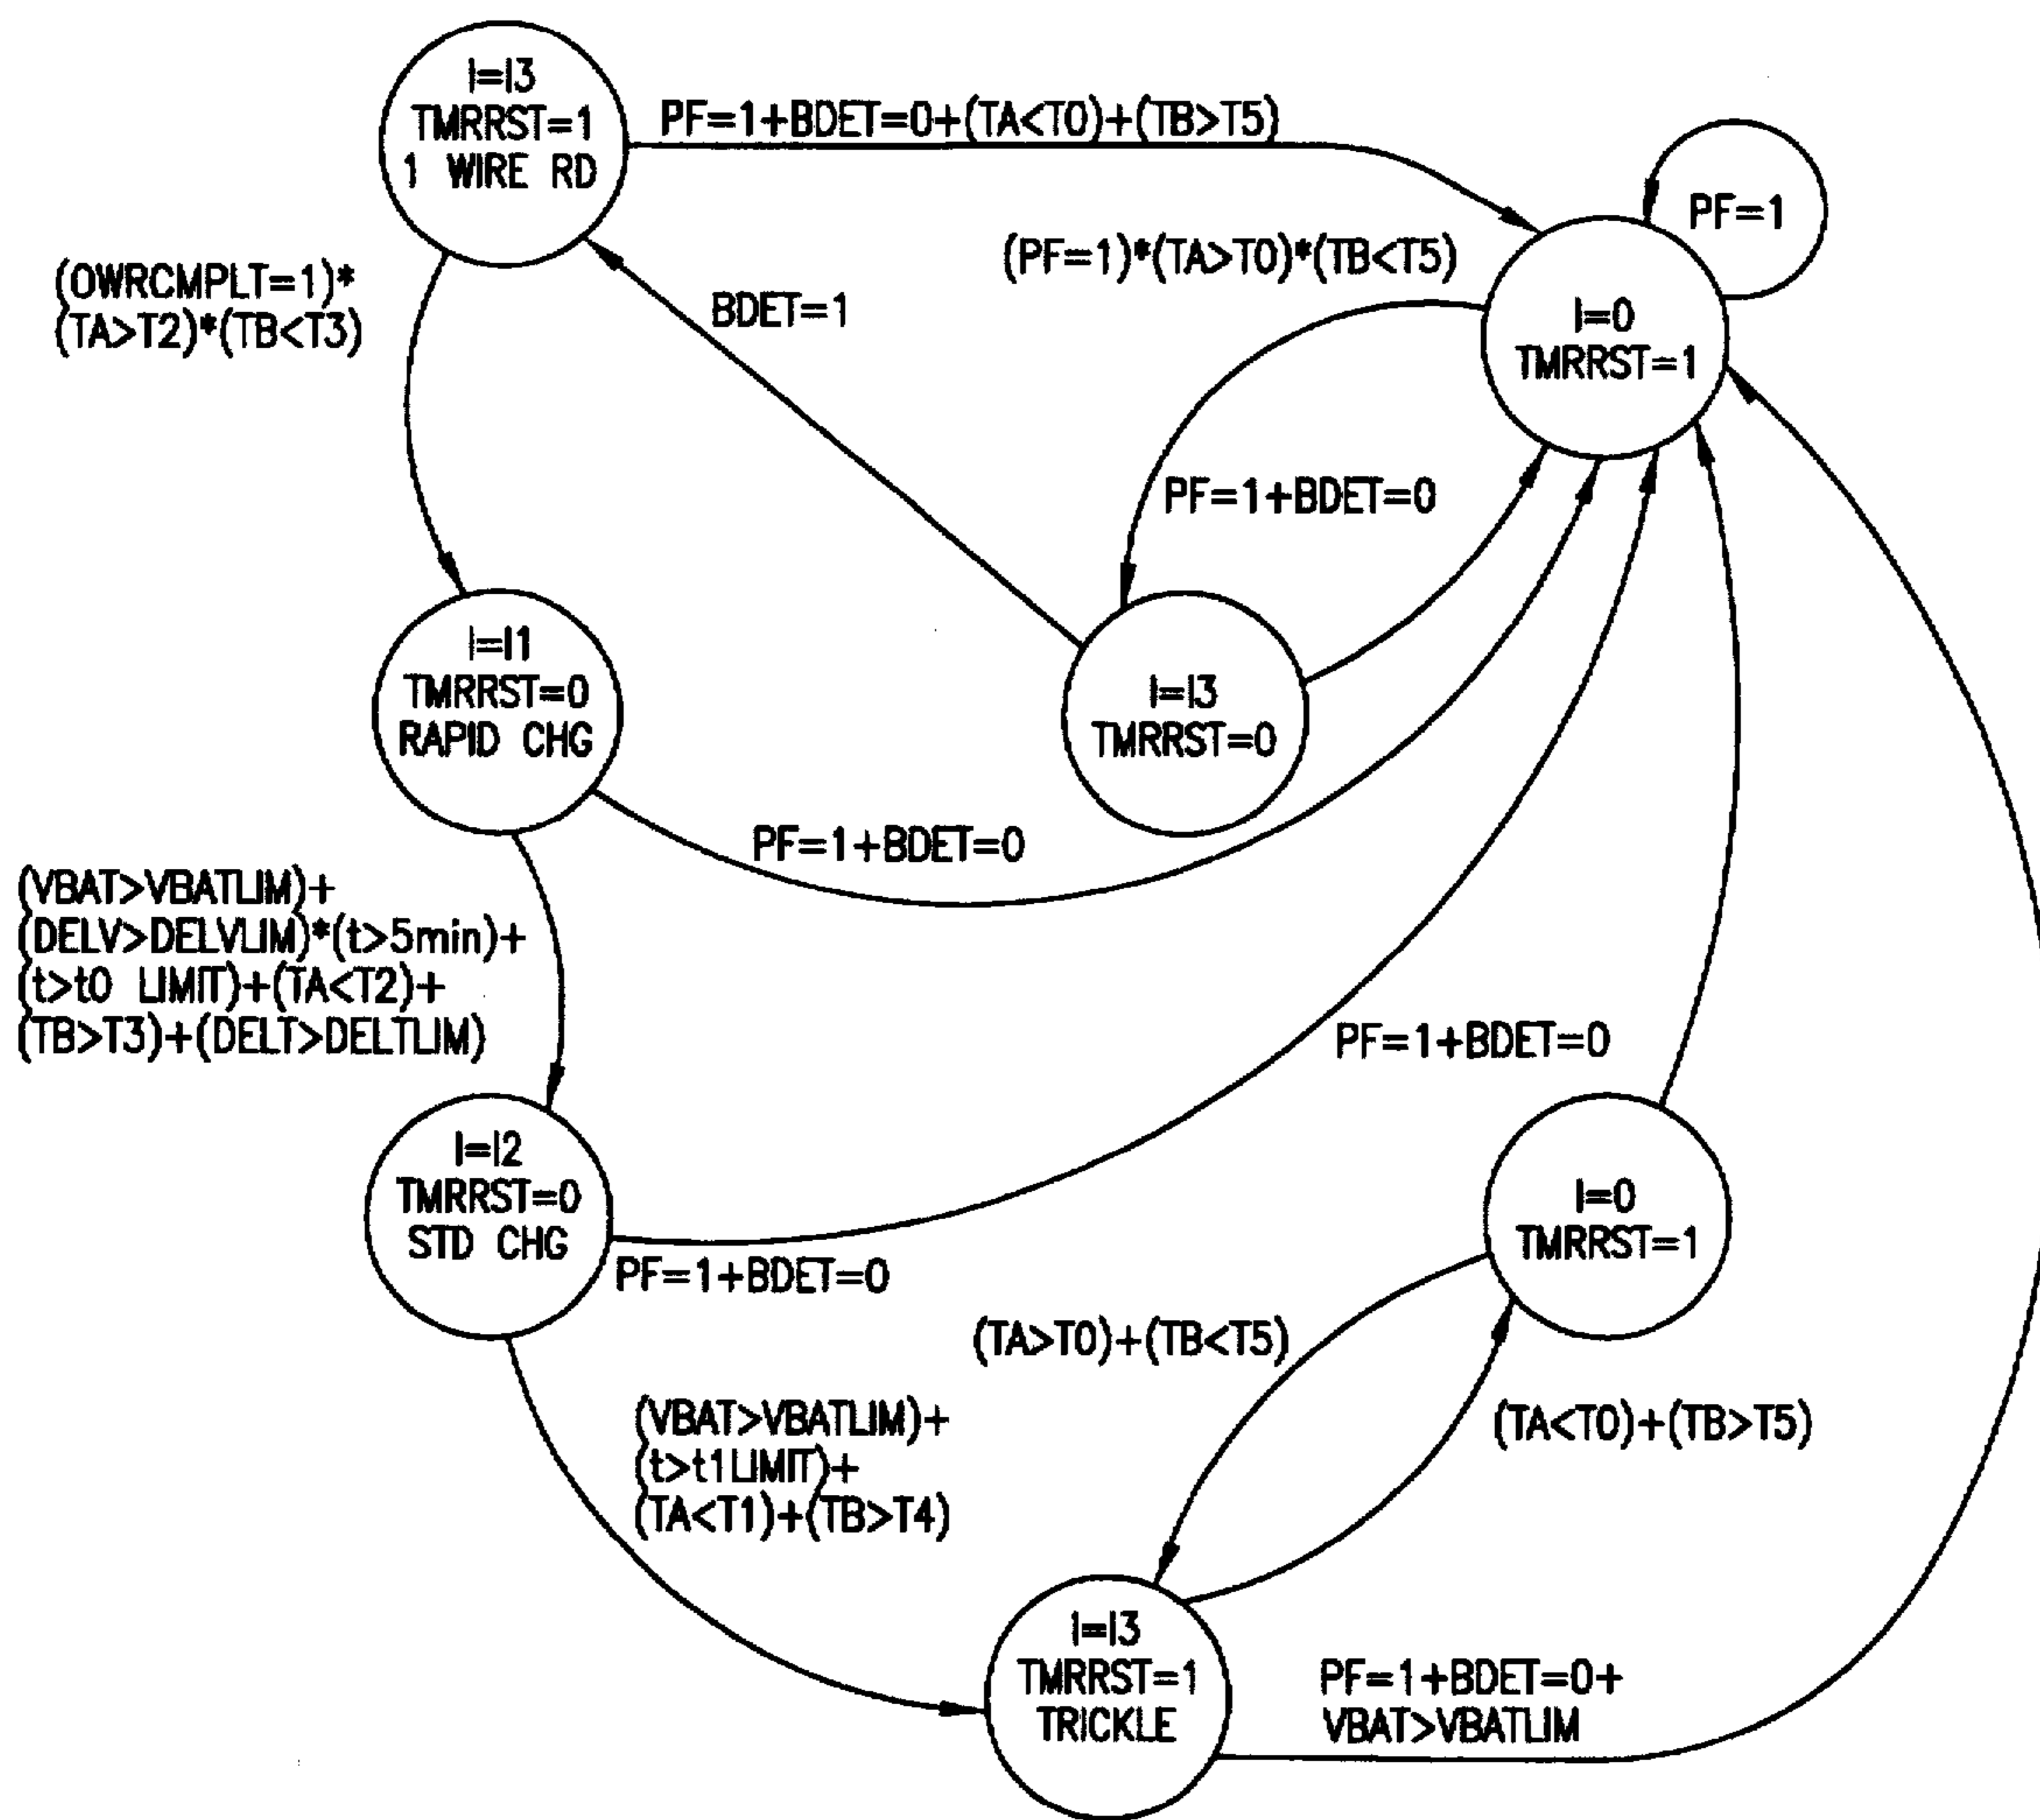 I=I3
TMRRST=1
1 WIRE RD
PF=1+BDET=0+(TA<T0)+(TB>T5)
PF=1
(PF=1)*(TA>T0)*(TB<T5)
(OWRCMPLT=1)*
(TA>T2)*(TB<T3)
BDET=1
I=0
TMRRST=1
PF=1+BDET=0
I=I1
TMRRST=0
RAPID CHG
I=I3
TMRRST=0
PF=1+BDET=0
(VBAT>VBATLIM)+
(DELV>DELVLIM)*(t>5min)+
(t>t0 LIMIT)+(TA<T2)+
(TB>T3)+(DELT>DELTLIM)
PF=1+BDET=0
I=I2
TMRRST=0
STD CHG
I=0
TMRRST=1
PF=1+BDET=0
(TA>T0)+(TB<T5)
(VBAT>VBATLIM)+
(t>t1LIMIT)+
(TA<T1)+(TB>T4)
(TA<T0)+(TB>T5)
I=I3
TMRRST=1
TRICKLE
PF=1+BDET=0+
VBAT>VBATLIM